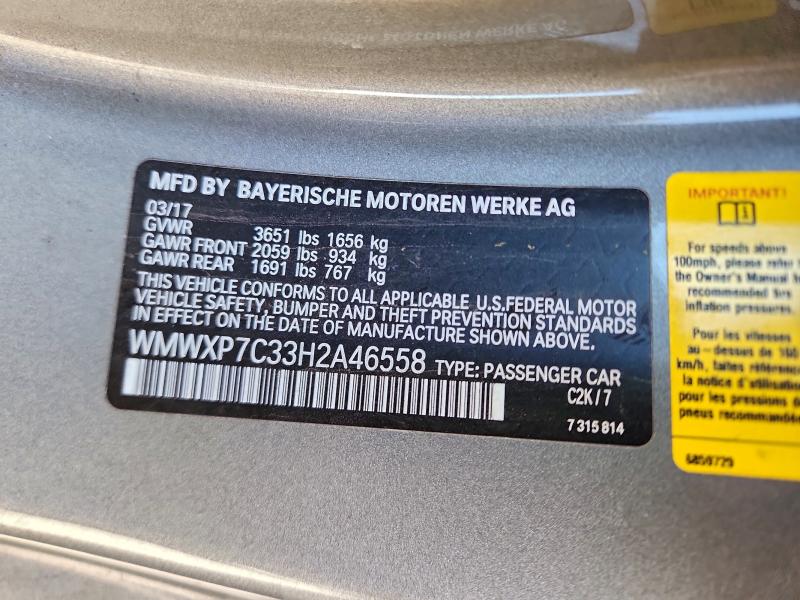 MFD BY BAYERISCHE MOTOREN WERKE AG
03/17
GVWR 3651 lbs 1656 kg
GAWR FRONT 2059 lbs 934 kg
GAWR REAR 1691 lbs 767 kg
THIS VEHICLE CONFORMS TO ALL APPLICABLE U.S.FEDERAL MOTOR
VEHICLE SAFETY, BUMPER AND THEFT PREVENTION STANDARDS
IN EFFECT ON THE DATE OF MANUFACTURE SHOWN ABOVE.
WMWXP7C33H2A46558 TYPE: PASSENGER CAR
C2K / 7
7 315 814
IMPORTANT!
For speeds above
100mph, please refer
the Owner's Manual
recommended tire
inflation pressures.
Pour les vitesses
au-dessus de 160
km/h, faites
la notice
pour les pressions de
pneus
6859729